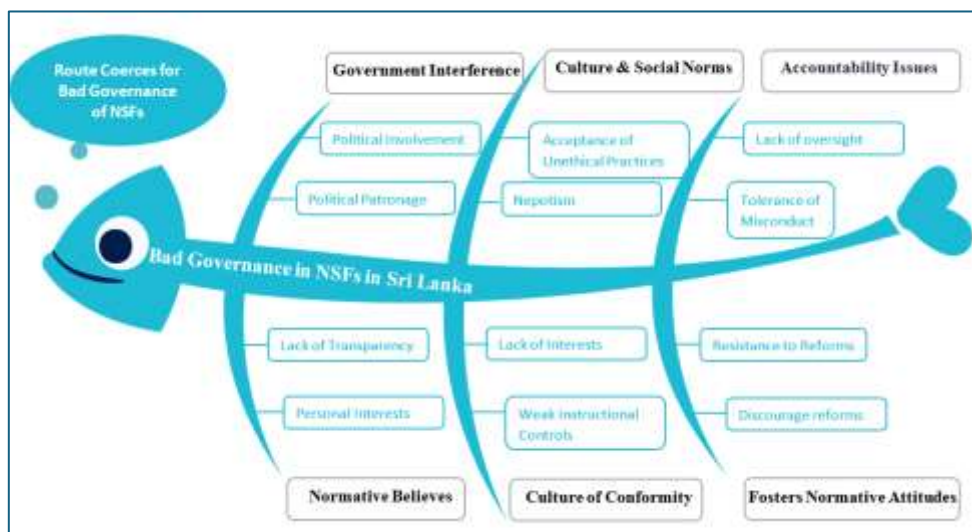 Route Coerces for
Bad Governance
of NSFs
Government Interference
Culture & Social Norms
Accountability Issues
Political Involvement
Acceptance of
Unethical Practices
Lack of oversight
Political Patronage
Nepotism
Tolerance of
Misconduct
Bad Governance in NSFs in Sri Lanka
Lack of Transparency
Lack of Interests
Resistance to Reforms
Personal Interests
Weak Instructional
Controls
Discourage reforms
Normative Believes
Culture of Conformity
Fosters Normative Attitudes